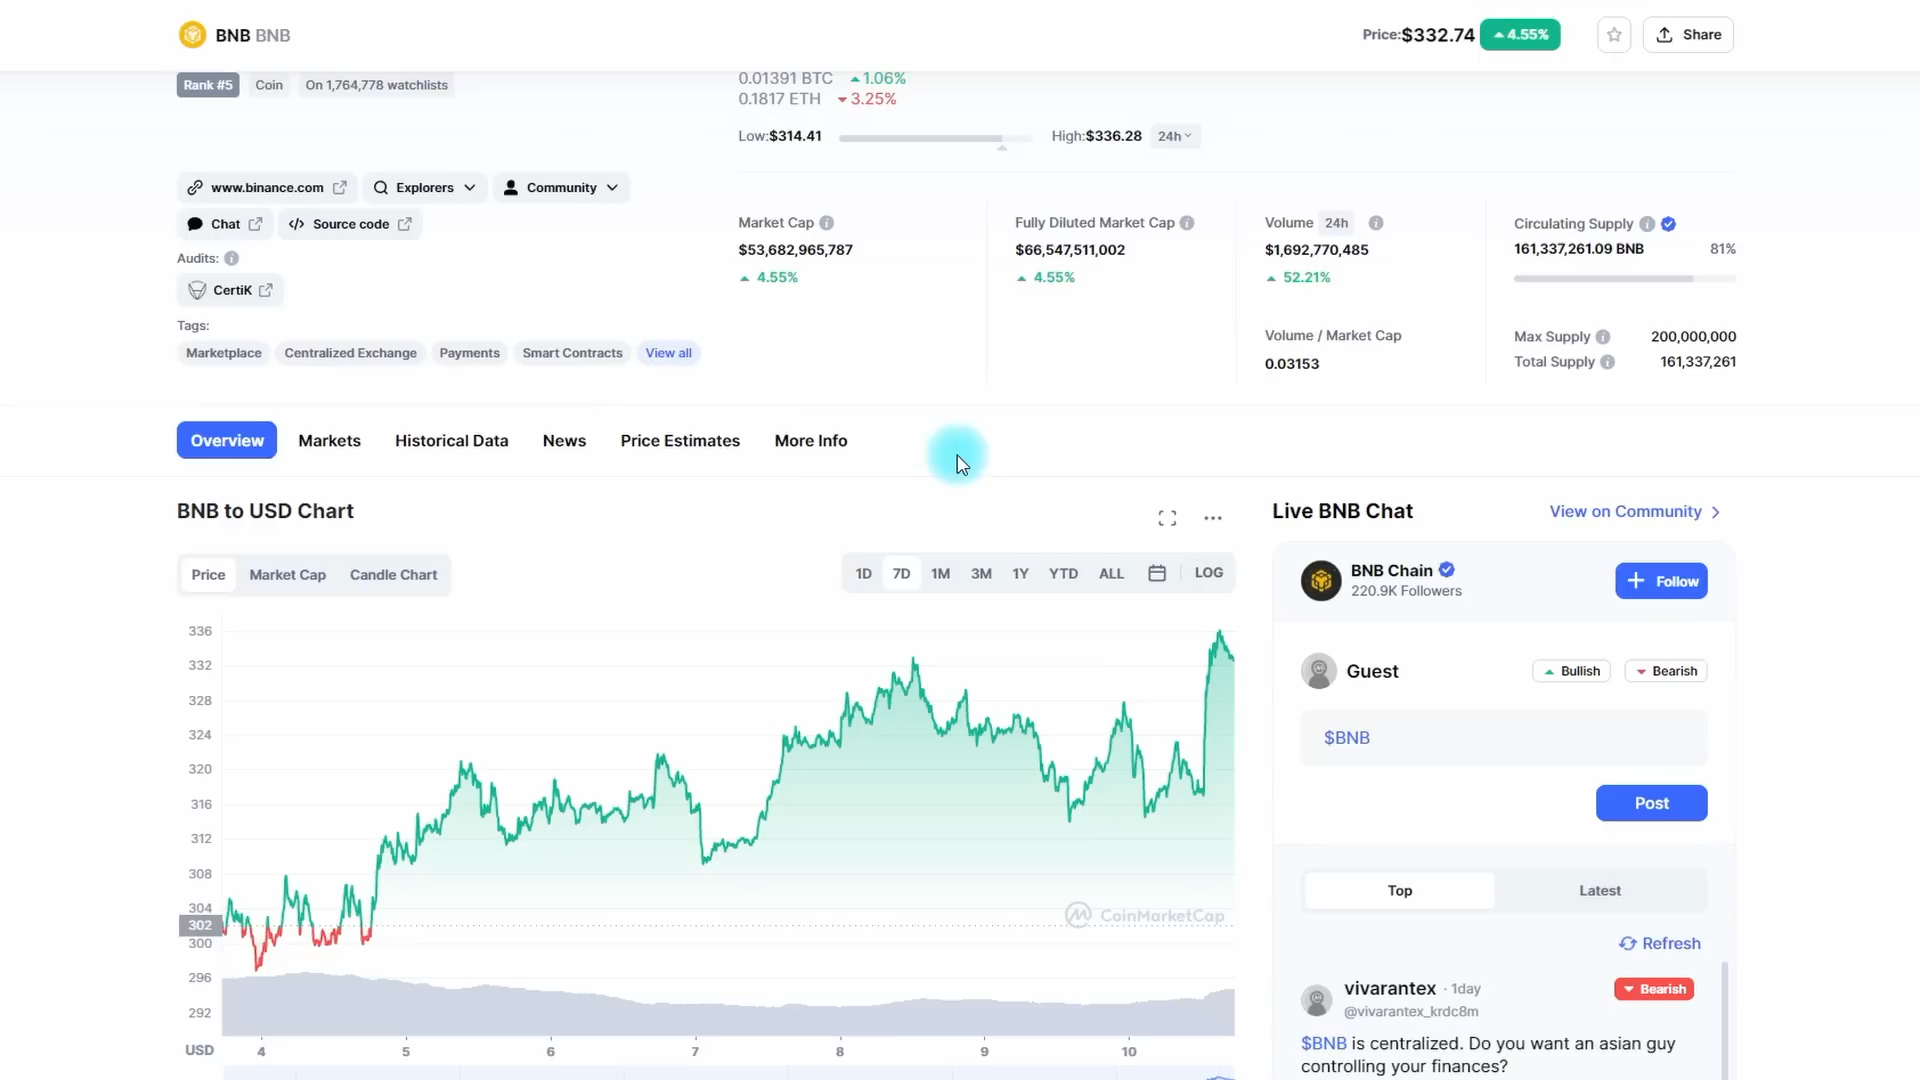 BNB BNB
Price:$332.74 4.55%
Share
Rank #5 Coin On 1,764,778 watchlists
0.01391 BTC 1.06%
0.1817 ETH 3.25%
Low:$314.41 High:$336.28 24h
www.binance.com Explorers Community
Chat Source code
Audits:
CertiK
Tags:
Marketplace Centralized Exchange Payments Smart Contracts View all
Market Cap
$53,682,965,787
4.55%
Fully Diluted Market Cap
$66,547,511,002
4.55%
Volume 24h
$1,692,770,485
52.21%
Volume / Market Cap
0.03153
Circulating Supply
161,337,261.09 BNB 81%
Max Supply 200,000,000
Total Supply 161,337,261
Overview Markets Historical Data News Price Estimates More Info
BNB to USD Chart
Price Market Cap Candle Chart
1D 7D 1M 3M 1Y YTD ALL LOG
336
332
328
324
320
316
312
308
304
302
300
296
292
CoinMarketCap
USD 4 5 6 7 8 9 10
Live BNB Chat View on Community
BNB Chain
220.9K Followers
Follow
Guest Bullish Bearish
$BNB
Post
Top Latest
Refresh
vivarantex · 1day Bearish
@vivarantex_krdc8m
$BNB is centralized. Do you want an asian guy
controlling your finances?